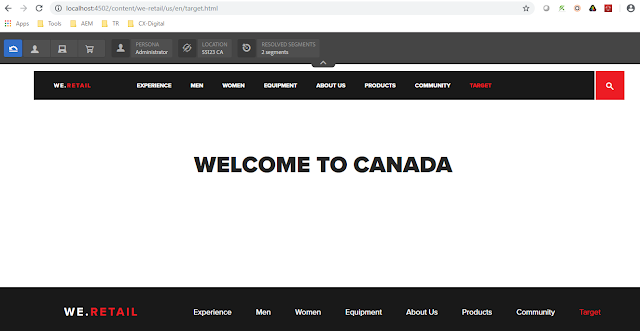 localhost:4502/content/we-retail/us/en/target.html
Apps Tools AEM TR CX-Digital
PERSONA LOCATION RESOLVED SEGMENTS
Administrator SSI23 CA 2 segments
WE.RETAIL EXPERIENCE MEN WOMEN EQUIPMENT ABOUT US PRODUCTS COMMUNITY TARGET
WELCOME TO CANADA
WE.RETAIL Experience Men Women Equipment About Us Products Community Target